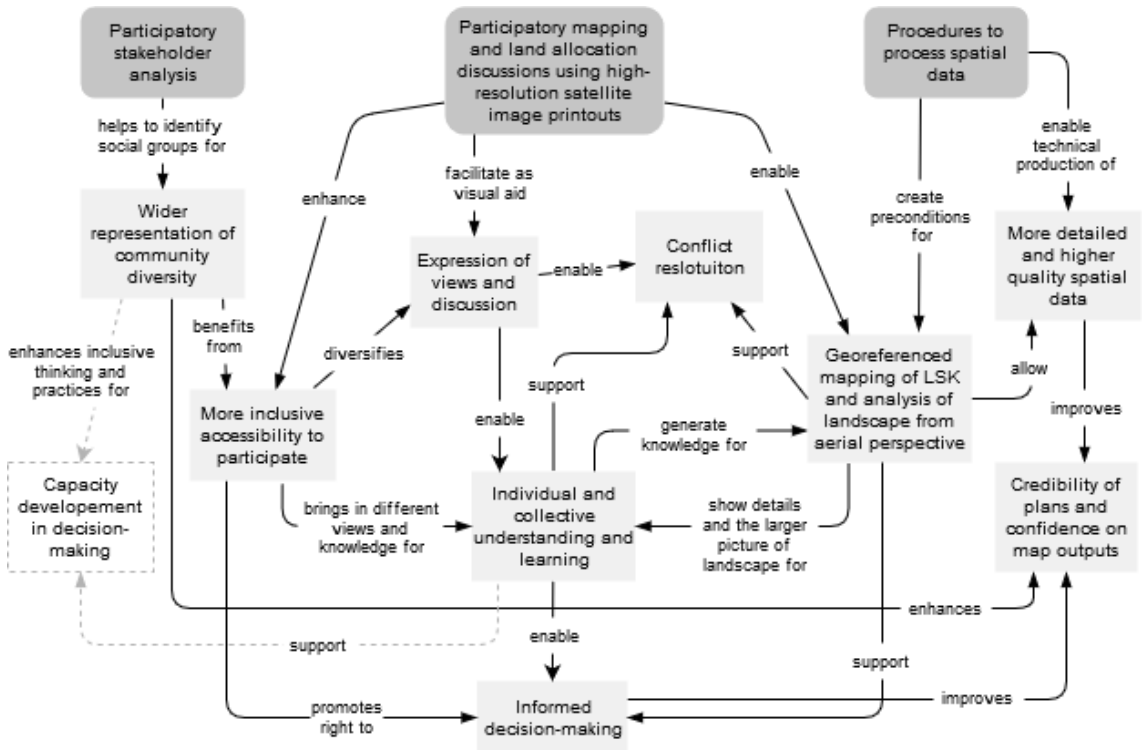 Participatory
stakeholder
analysis
Participatory mapping
and land allocation
discussions using high-
resolution satellite
image printouts
Procedures to
process spatial
data
helps to identify
social groups for
enhance
facilitate as
visual aid
enable
create
preconditions
for
enable
technical
production of
Wider
representation of
community
diversity
Expression of
views and
discussion
enable
Conflict
reslotuiton
More detailed
and higher
quality spatial
data
enhances inclusive
thinking and
practices for
benefits
from
diversifies
support
support
Georeferenced
mapping of LSK
and analysis of
landscape from
aerial perspective
allow
improves
More inclusive
accessibility to
participate
enable
generate
knowledge for
Capacity
developement
in decision-
making
brings in different
views and
knowledge for
Individual and
collective
understanding and
learning
show details
and the larger
picture of
landscape for
Credibility of
plans and
confidence on
map outputs
enhances
support
enable
support
promotes
right to
Informed
decision-making
improves